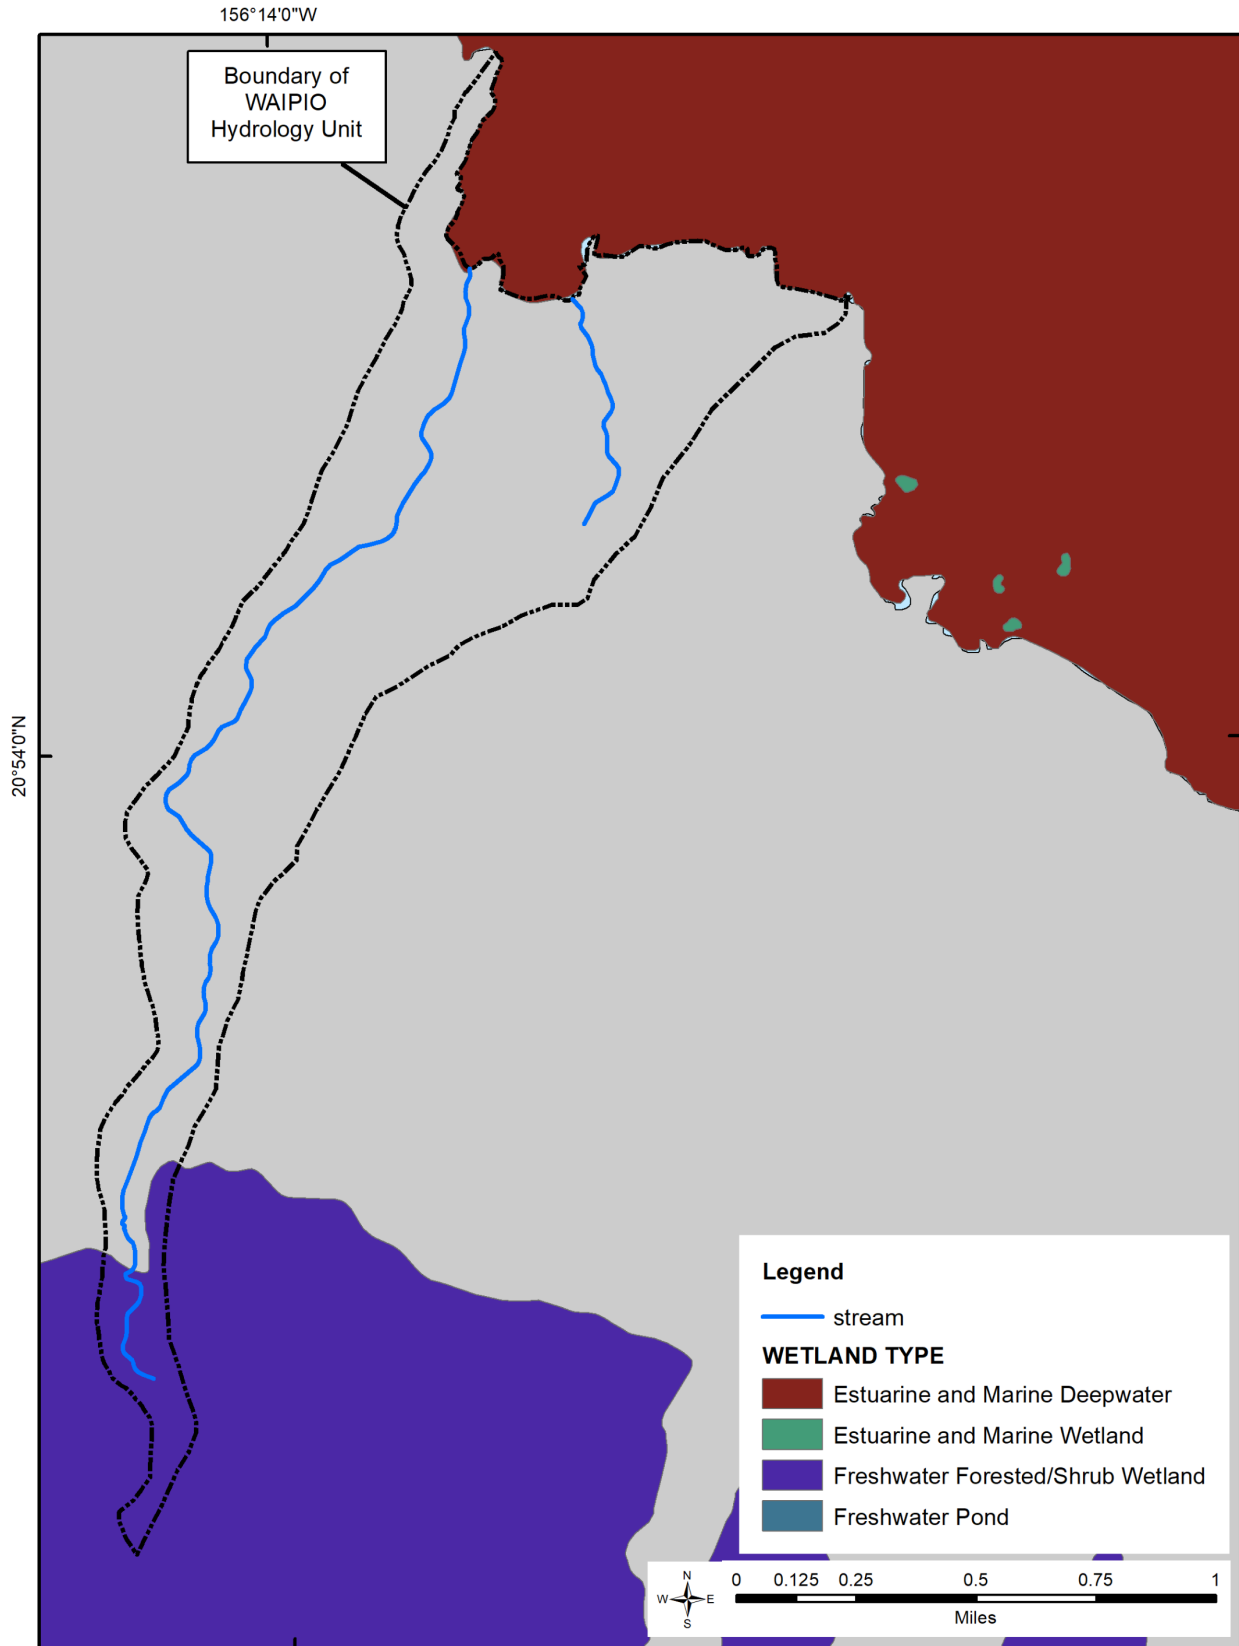 156°14'0"W
Boundary of
WAIPIO
Hydrology Unit
20°54'0"N
Legend
stream
WETLAND TYPE
Estuarine and Marine Deepwater
Estuarine and Marine Wetland
Freshwater Forested/Shrub Wetland
Freshwater Pond
N
W E
S
0 0.125 0.25 0.5 0.75 1
Miles